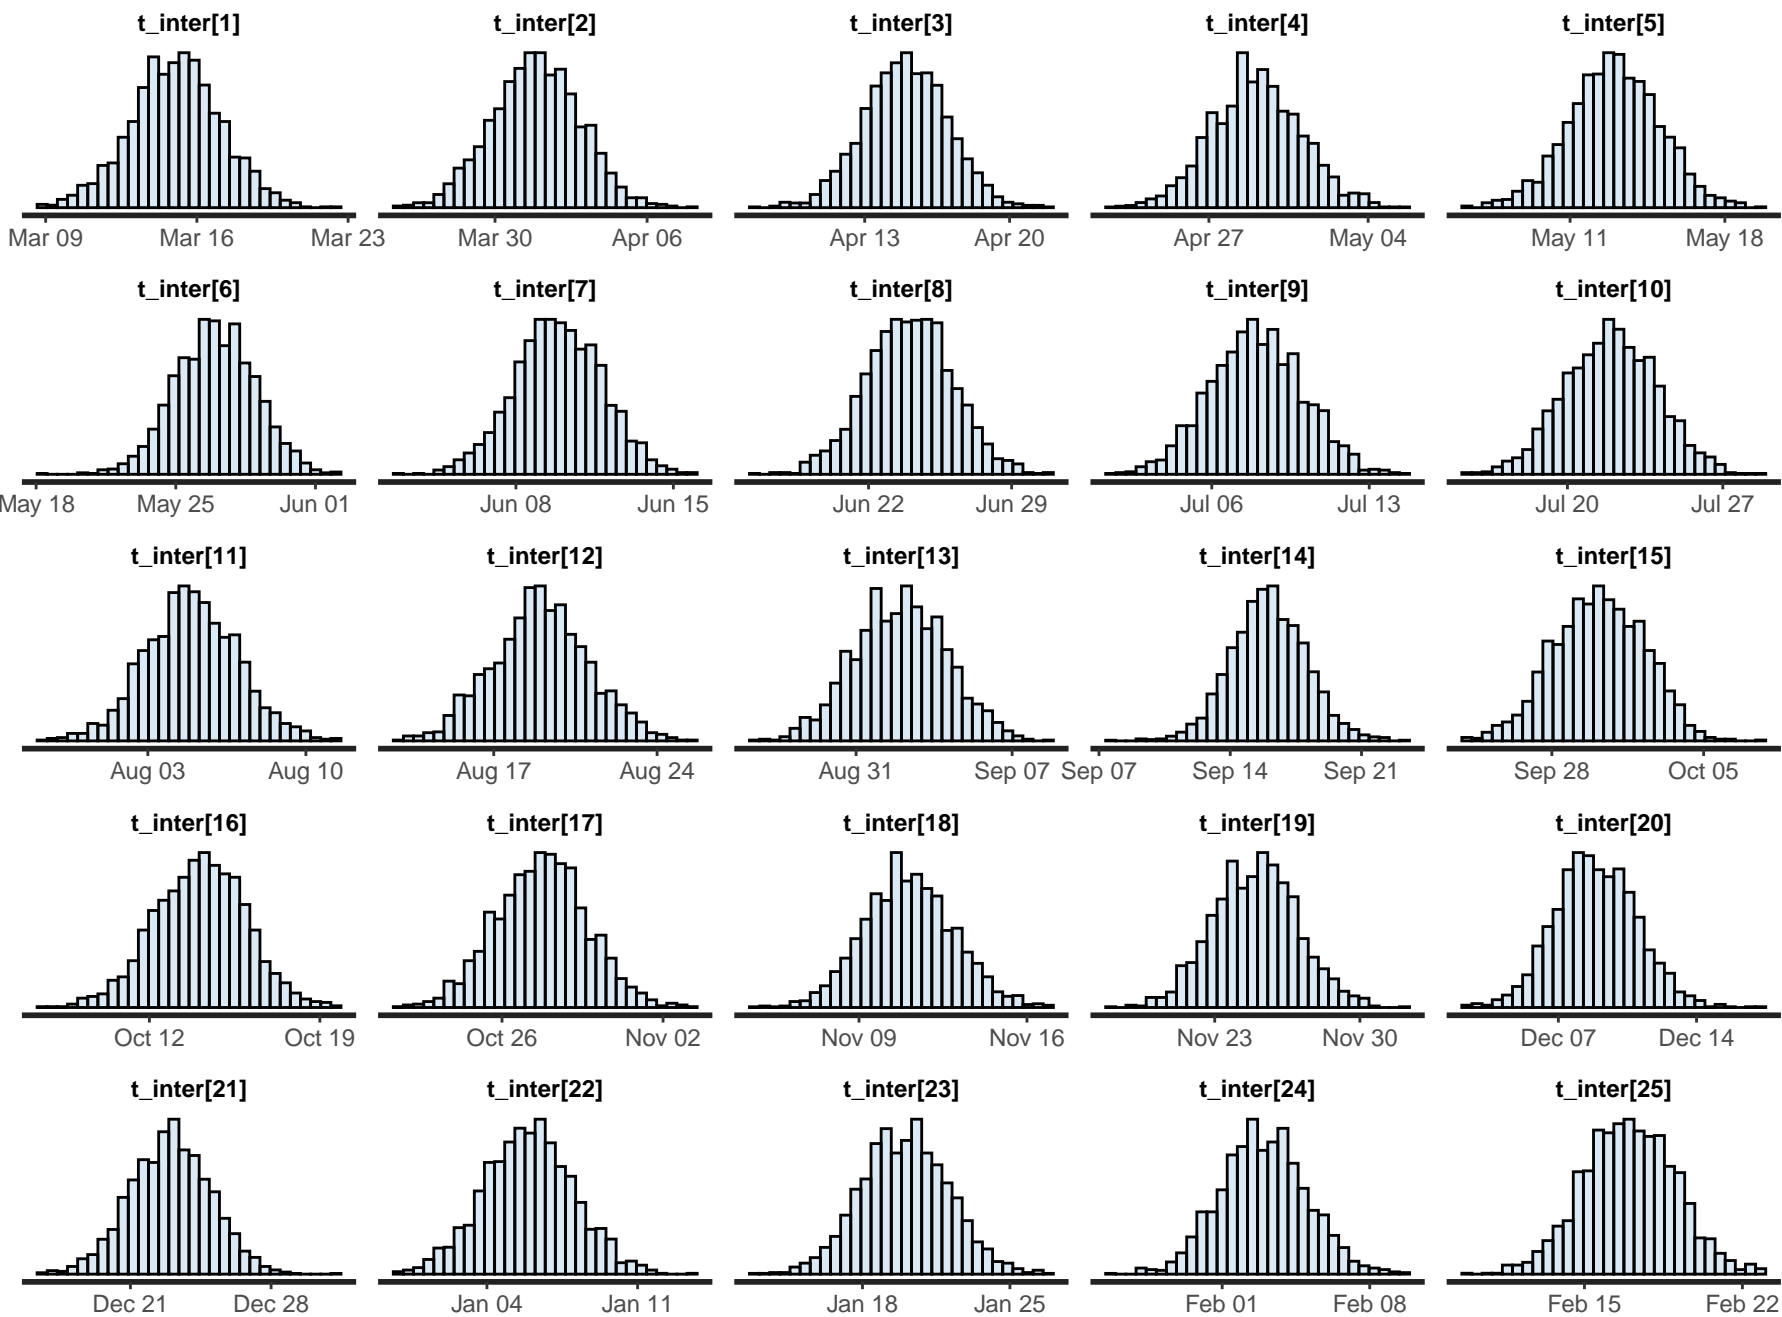 t_inter[1] t_inter[2] t_inter[3] t_inter[4] t_inter[5]
Mar 09 Mar 16 Mar 23 Mar 30 Apr 06 Apr 13 Apr 20 Apr 27 May 04 May 11 May 18
t_inter[6] t_inter[7] t_inter[8] t_inter[9] t_inter[10]
May 18 May 25 Jun 01 Jun 08 Jun 15 Jun 22 Jun 29 Jul 06 Jul 13 Jul 20 Jul 27
t_inter[11] t_inter[12] t_inter[13] t_inter[14] t_inter[15]
Aug 03 Aug 10 Aug 17 Aug 24 Aug 31 Sep 07 Sep 07 Sep 14 Sep 21 Sep 28 Oct 05
t_inter[16] t_inter[17] t_inter[18] t_inter[19] t_inter[20]
Oct 12 Oct 19 Oct 26 Nov 02 Nov 09 Nov 16 Nov 23 Nov 30 Dec 07 Dec 14
t_inter[21] t_inter[22] t_inter[23] t_inter[24] t_inter[25]
Dec 21 Dec 28 Jan 04 Jan 11 Jan 18 Jan 25 Feb 01 Feb 08 Feb 15 Feb 22